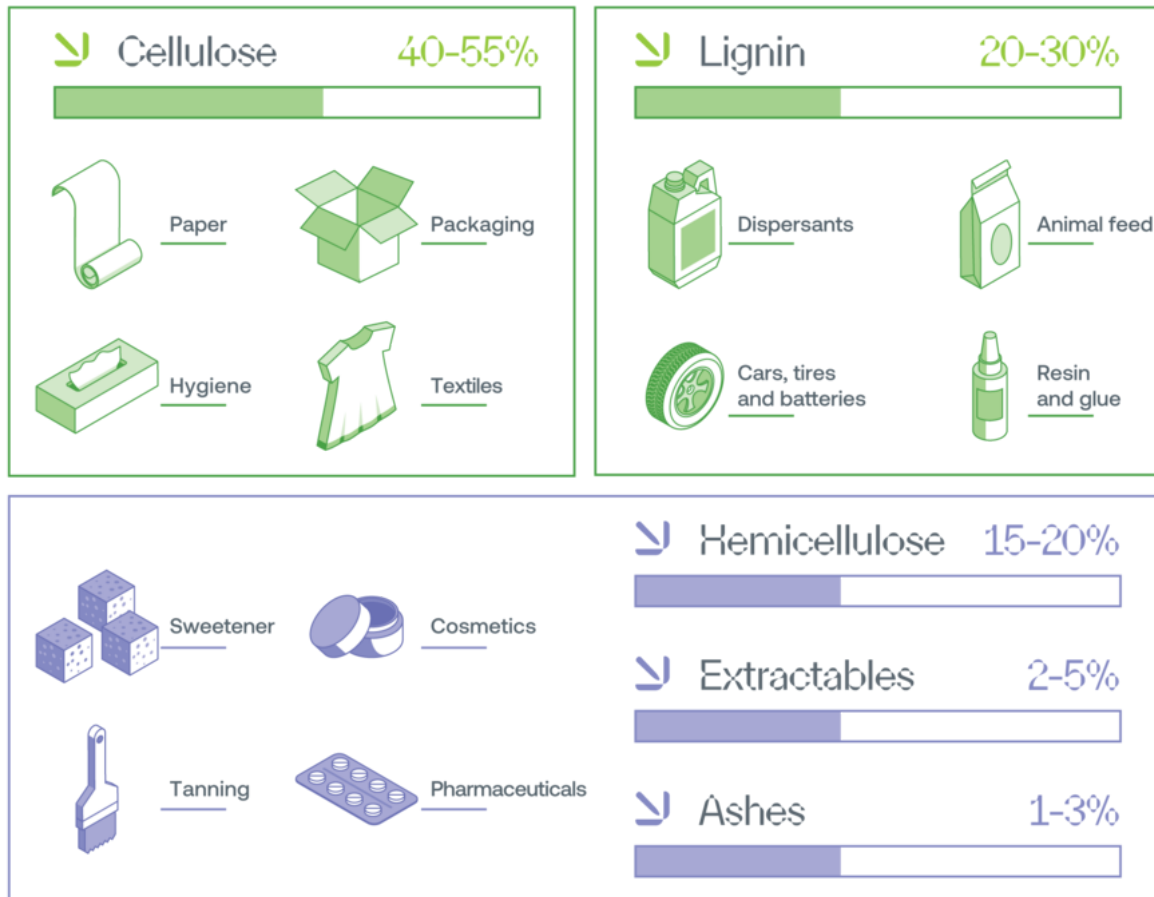 Cellulose 40-55%
Paper
Packaging
Hygiene
Textiles
Lignin 20-30%
Dispersants
Animal feed
Cars, tires
and batteries
Resin
and glue
Sweetener
Cosmetics
Tanning
Pharmaceuticals
Hemicellulose 15-20%
Extractables 2-5%
Ashes 1-3%